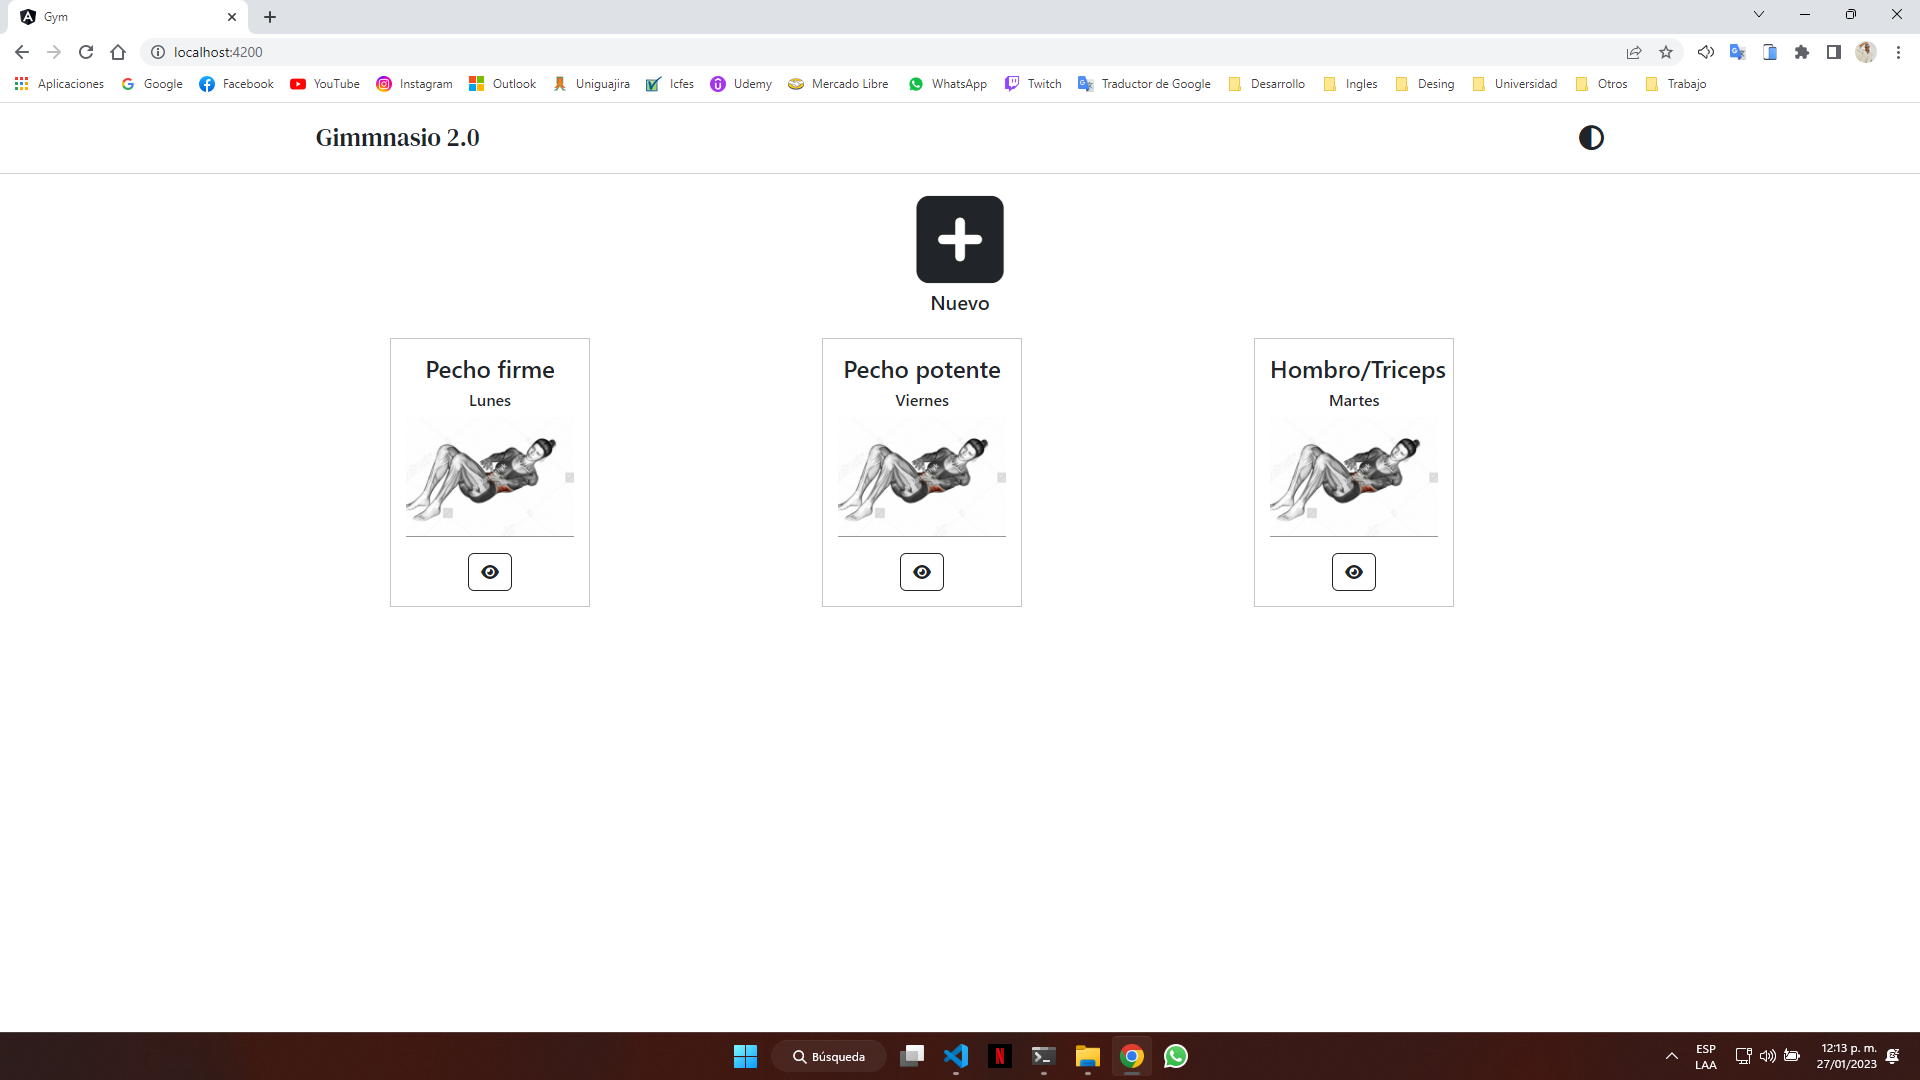 Gym
localhost:4200
Aplicaciones Google Facebook YouTube Instagram Outlook Uniguajira Icfes Udemy Mercado Libre WhatsApp Twitch Traductor de Google Desarrollo Ingles Desing Universidad Otros Trabajo
Gimmnasio 2.0
Nuevo
Pecho firme
Lunes
Pecho potente
Viernes
Hombro/Triceps
Martes
Búsqueda
ESP
LAA
12:13 p. m.
27/01/2023